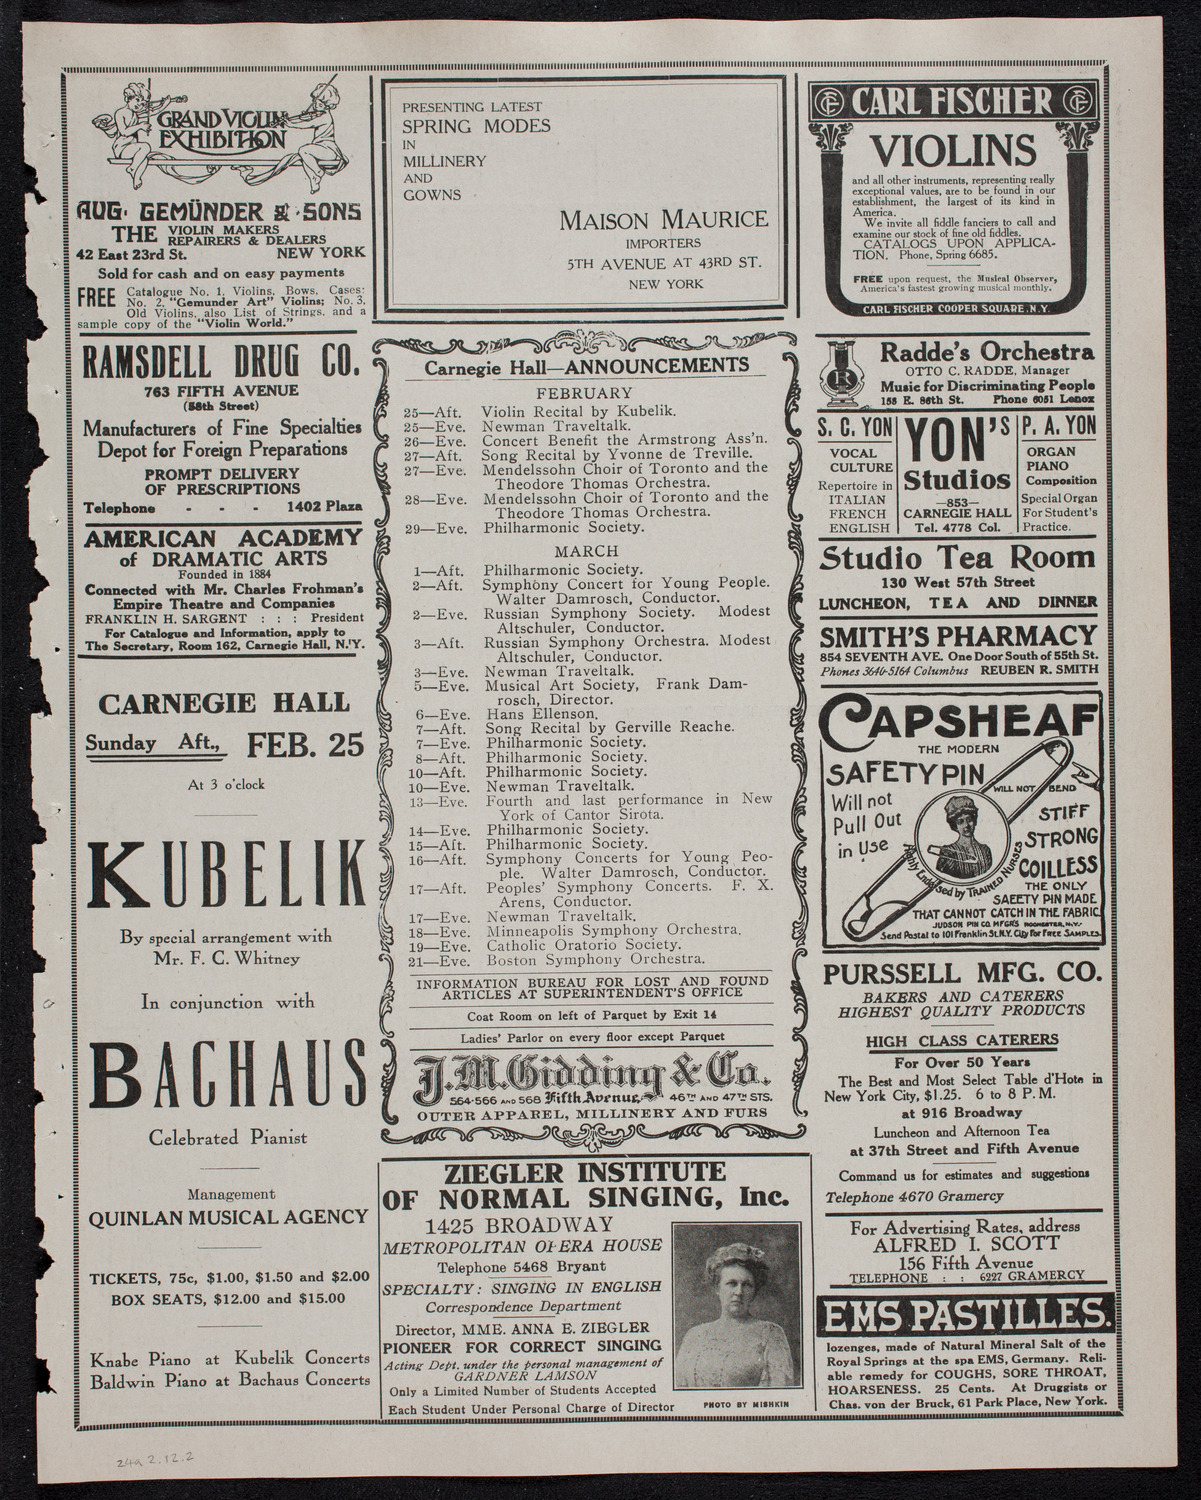 GRAND VIOLIN
EXHIBITION
AUG. GEMÜNDER & SONS
THE VIOLIN MAKERS
REPAIRERS & DEALERS
42 East 23rd St. NEW YORK
Sold for cash and on easy payments
FREE Catalogue No. 1, Violins, Bows, Cases:
No. 2, "Gemunder Art" Violins; No. 3,
Old Violins, also List of Strings, and a
sample copy of the "Violin World."
RAMSDELL DRUG CO.
763 FIFTH AVENUE
(58th Street)
Manufacturers of Fine Specialties
Depot for Foreign Preparations
PROMPT DELIVERY
OF PRESCRIPTIONS
Telephone - - - 1402 Plaza
AMERICAN ACADEMY
of DRAMATIC ARTS
Founded in 1884
Connected with Mr. Charles Frohman's
Empire Theatre and Companies
FRANKLIN H. SARGENT : : : President
For Catalogue and Information, apply to
The Secretary, Room 162, Carnegie Hall, N.Y.
CARNEGIE HALL
Sunday Aft., FEB. 25
At 3 o'clock
KUBELIK
By special arrangement with
Mr. F. C. Whitney
In conjunction with
BACHAUS
Celebrated Pianist
Management
QUINLAN MUSICAL AGENCY
TICKETS, 75c, $1.00, $1.50 and $2.00
BOX SEATS, $12.00 and $15.00
Knabe Piano at Kubelik Concerts
Baldwin Piano at Bachaus Concerts
PRESENTING LATEST
SPRING MODES
IN
MILLINERY
AND
GOWNS
MAISON MAURICE
IMPORTERS
5TH AVENUE AT 43RD ST.
NEW YORK
Carnegie Hall—ANNOUNCEMENTS
FEBRUARY
25—Aft. Violin Recital by Kubelik.
25—Eve. Newman Traveltalk.
26—Eve. Concert Benefit the Armstrong Ass'n.
27—Aft. Song Recital by Yvonne de Treville.
27—Eve. Mendelssohn Choir of Toronto and the
Theodore Thomas Orchestra.
28—Eve. Mendelssohn Choir of Toronto and the
Theodore Thomas Orchestra.
29—Eve. Philharmonic Society.
MARCH
1—Aft. Philharmonic Society.
2—Aft. Symphony Concert for Young People.
Walter Damrosch, Conductor.
2—Eve. Russian Symphony Society. Modest
Altschuler, Conductor.
3—Aft. Russian Symphony Orchestra. Modest
Altschuler, Conductor.
3—Eve. Newman Traveltalk.
5—Eve. Musical Art Society, Frank Dam-
rosch, Director.
6—Eve. Hans Ellenson.
7—Aft. Song Recital by Gerville Reache.
7—Eve. Philharmonic Society.
8—Aft. Philharmonic Society.
10—Aft. Philharmonic Society.
10—Eve. Newman Traveltalk.
13—Eve. Fourth and last performance in New
York of Cantor Sirota.
14—Eve. Philharmonic Society.
15—Aft. Philharmonic Society.
16—Aft. Symphony Concerts for Young Peo-
ple. Walter Damrosch, Conductor.
17—Aft. Peoples' Symphony Concerts. F. X.
Arens, Conductor.
17—Eve. Newman Traveltalk.
18—Eve. Minneapolis Symphony Orchestra.
19—Eve. Catholic Oratorio Society.
21—Eve. Boston Symphony Orchestra.
INFORMATION BUREAU FOR LOST AND FOUND
ARTICLES AT SUPERINTENDENT'S OFFICE
Coat Room on left of Parquet by Exit 14
Ladies' Parlor on every floor except Parquet
J.M. Gidding & Co.
564-566 AND 568 Fifth Avenue, 46TH AND 47TH STS.
OUTER APPAREL, MILLINERY AND FURS
ZIEGLER INSTITUTE
OF NORMAL SINGING, Inc.
1425 BROADWAY
METROPOLITAN OPERA HOUSE
Telephone 5468 Bryant
SPECIALTY: SINGING IN ENGLISH
Correspondence Department
Director, MME. ANNA E. ZIEGLER
PIONEER FOR CORRECT SINGING
Acting Dept. under the personal management of
GARDNER LAMSON
Only a Limited Number of Students Accepted
Each Student Under Personal Charge of Director
PHOTO BY MISHKIN
CF CARL FISCHER CF
VIOLINS
and all other instruments, representing really
exceptional values, are to be found in our
establishment, the largest of its kind in
America.
We invite all fiddle fanciers to call and
examine our stock of fine old fiddles.
CATALOGS UPON APPLICA-
TION. Phone, Spring 6685.
FREE upon request, the Musical Observer,
America's fastest growing musical monthly.
CARL FISCHER COOPER SQUARE, N.Y.
R
Radde's Orchestra
OTTO C. RADDE, Manager
Music for Discriminating People
158 E. 86th St. Phone 6051 Lenox
S. C. YON
VOCAL
CULTURE
Repertoire in
ITALIAN
FRENCH
ENGLISH
YON'S
Studios
—853—
CARNEGIE HALL
Tel. 4778 Col.
P. A. YON
ORGAN
PIANO
Composition
Special Organ
For Student's
Practice.
Studio Tea Room
130 West 57th Street
LUNCHEON, TEA AND DINNER
SMITH'S PHARMACY
854 SEVENTH AVE. One Door South of 55th St.
Phones 3646-5164 Columbus REUBEN R. SMITH
CAPSHEAF
THE MODERN
SAFETY PIN
WILL NOT BEND
Will not
Pull Out
in Use
STIFF
STRONG
COILLESS
Highly Endorsed by TRAINED NURSES
THE ONLY
SAFETY PIN MADE
THAT CANNOT CATCH IN THE FABRIC.
JUDSON PIN CO. MFGR'S ROCHESTER, N.Y.
Send Postal to 101 Franklin St. N.Y. City For Free SAMPLES.
PURSSELL MFG. CO.
BAKERS AND CATERERS
HIGHEST QUALITY PRODUCTS
HIGH CLASS CATERERS
For Over 50 Years
The Best and Most Select Table d'Hote in
New York City, $1.25. 6 to 8 P.M.
at 916 Broadway
Luncheon and Afternoon Tea
at 37th Street and Fifth Avenue
Command us for estimates and suggestions
Telephone 4670 Gramercy
For Advertising Rates, address
ALFRED I. SCOTT
156 Fifth Avenue
TELEPHONE : : 6227 GRAMERCY
EMS PASTILLES.
lozenges, made of Natural Mineral Salt of the
Royal Springs at the spa EMS, Germany. Reli-
able remedy for COUGHS, SORE THROAT,
HOARSENESS. 25 Cents. At Druggists or
Chas. von der Bruck, 61 Park Place, New York.
24a 2.12.2